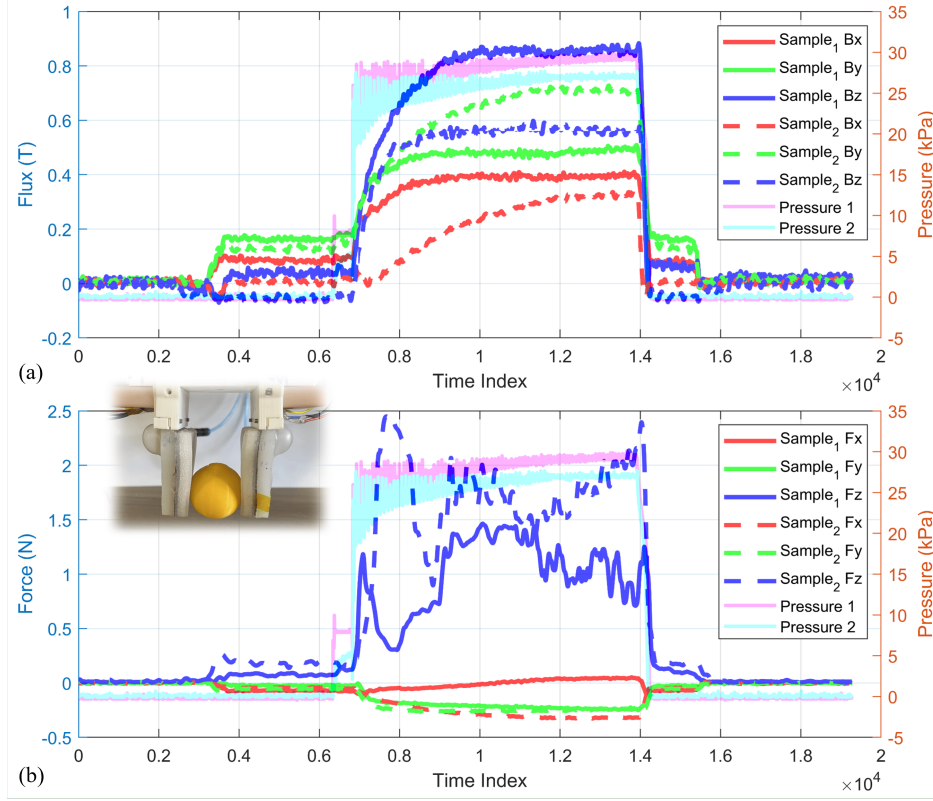 1
0.8
0.6
0.4
0.2
0
-0.2
Flux (T)
35
30
25
20
15
10
5
0
-5
Pressure (kPa)
Sample1 Bx
Sample1 By
Sample1 Bz
Sample2 Bx
Sample2 By
Sample2 Bz
Pressure 1
Pressure 2
0 0.2 0.4 0.6 0.8 1 1.2 1.4 1.6 1.8 2
Time Index
×10⁴
(a)
2.5
2
1.5
1
0.5
0
-0.5
Force (N)
35
30
25
20
15
10
5
0
-5
Pressure (kPa)
Sample1 Fx
Sample1 Fy
Sample1 Fz
Sample2 Fx
Sample2 Fy
Sample2 Fz
Pressure 1
Pressure 2
0 0.2 0.4 0.6 0.8 1 1.2 1.4 1.6 1.8 2
Time Index
×10⁴
(b)